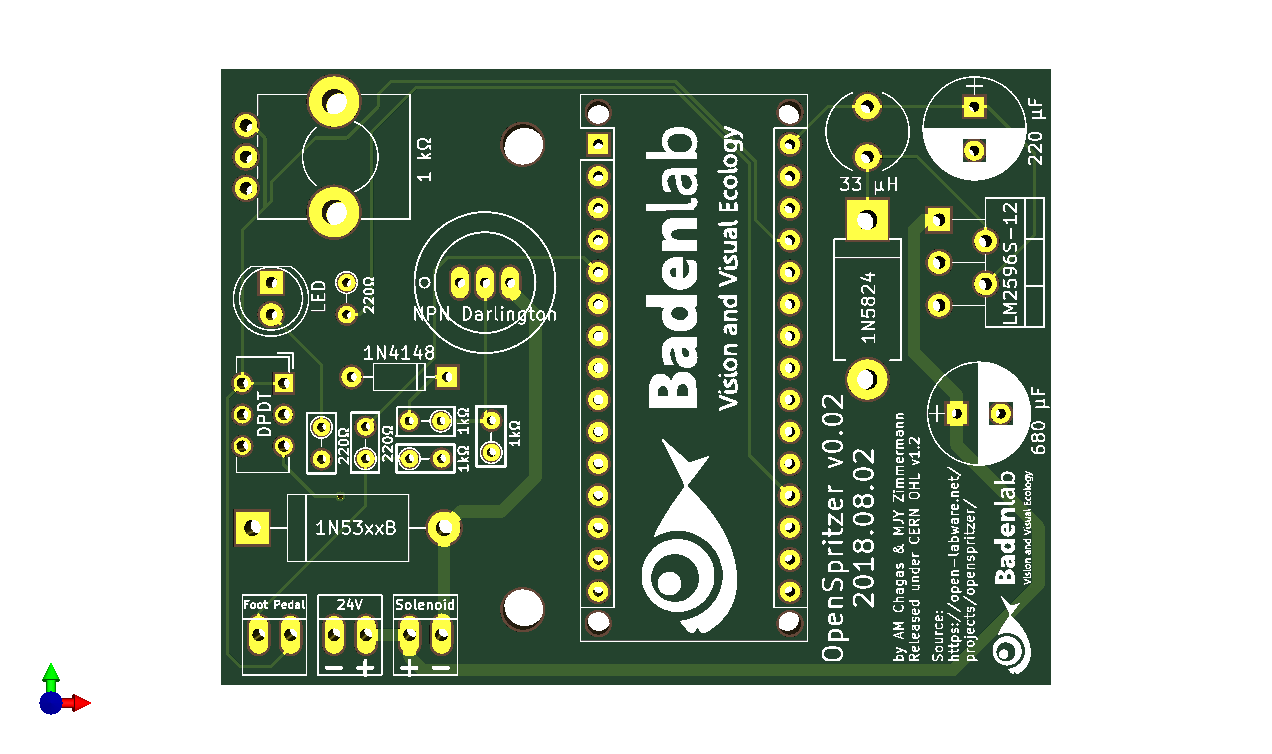 1 kΩ
LED
220Ω
NPN Darlington
1N4148
DPDT
220Ω
220Ω
1kΩ
1kΩ
1kΩ
1N53xxB
Foot Pedal
24V
Solenoid
- +
+ -
Badenlab
Vision and Visual Ecology
33 µH
+
220 µF
LM2596S-12
1N5824
+
680 µF
OpenSpritzer v0.02
2018.08.02
by AM Chagas & MJY Zimmermann
Released under CERN OHL v1.2
Source:
https://open-labware.net/
projects/openspritzer/
Badenlab
Vision and Visual Ecology